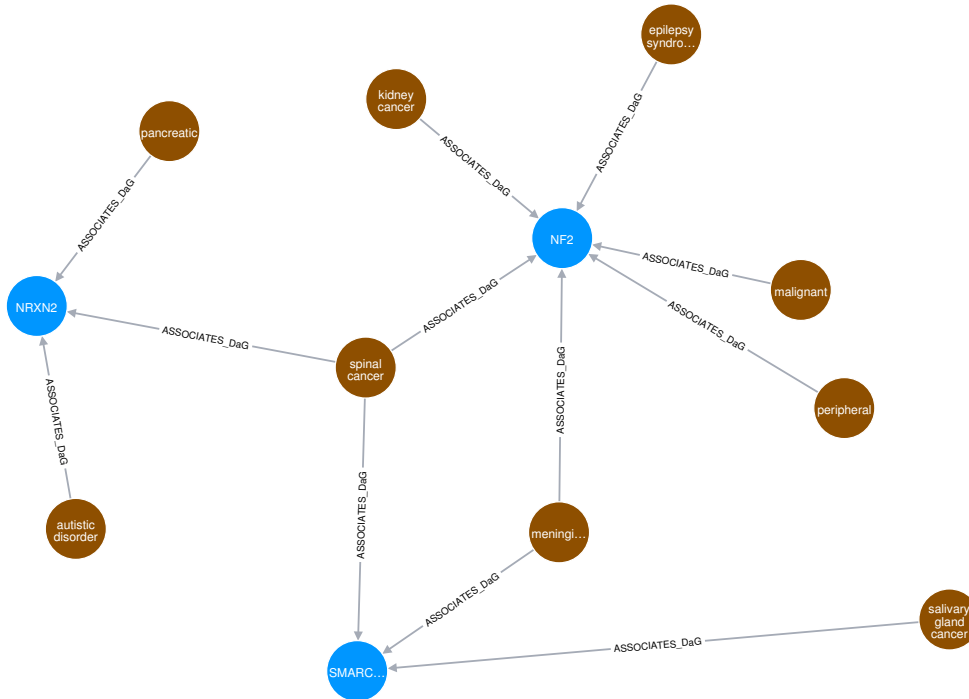 epilepsy
syndro…
kidney
cancer
pancreatic
ASSOCIATES_DaG
ASSOCIATES_DaG
ASSOCIATES_DaG
NF2
ASSOCIATES_DaG
malignant
NRXN2
ASSOCIATES_DaG
ASSOCIATES_DaG
ASSOCIATES_DaG
spinal
cancer
ASSOCIATES_DaG
ASSOCIATES_DaG
peripheral
autistic
disorder
ASSOCIATES_DaG
meningi…
ASSOCIATES_DaG
salivary
gland
cancer
ASSOCIATES_DaG
SMARC…